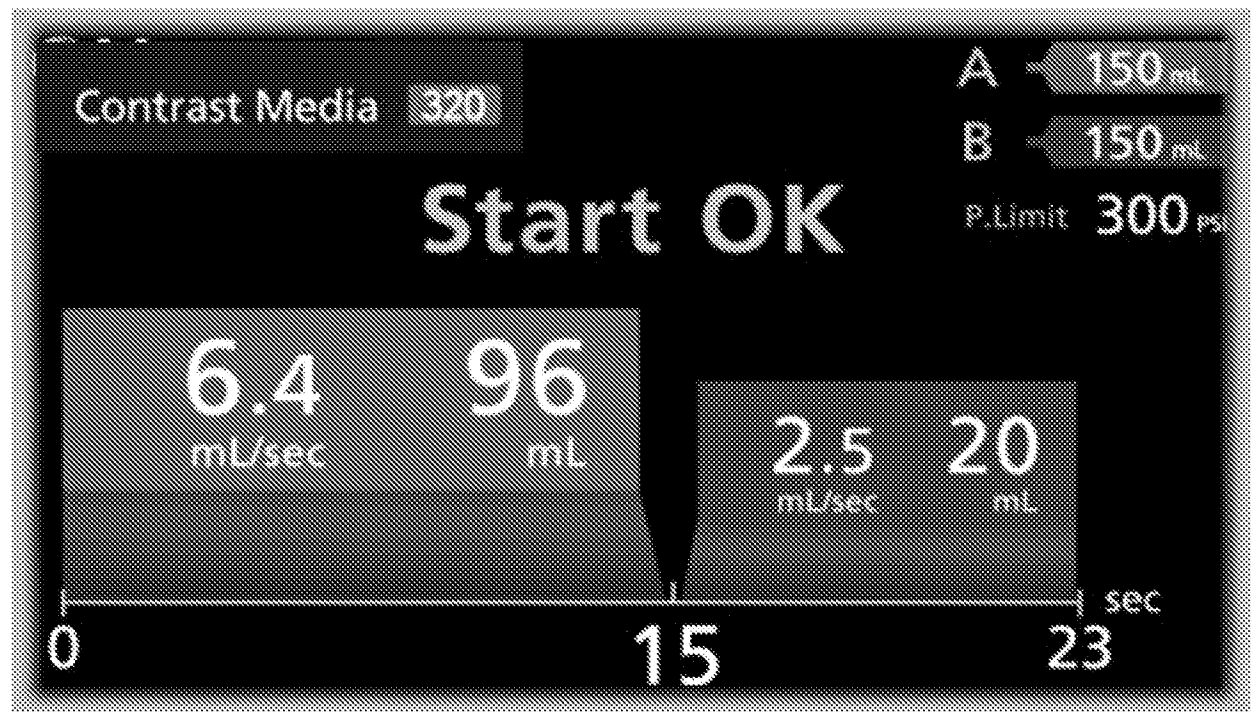 Contrast Media 320
A 150 mL
B 150 mL
P.Limit 300 PS
Start OK
6.4 mL/sec 96 mL
2.5 mL/sec 20 mL
0 15 23 sec